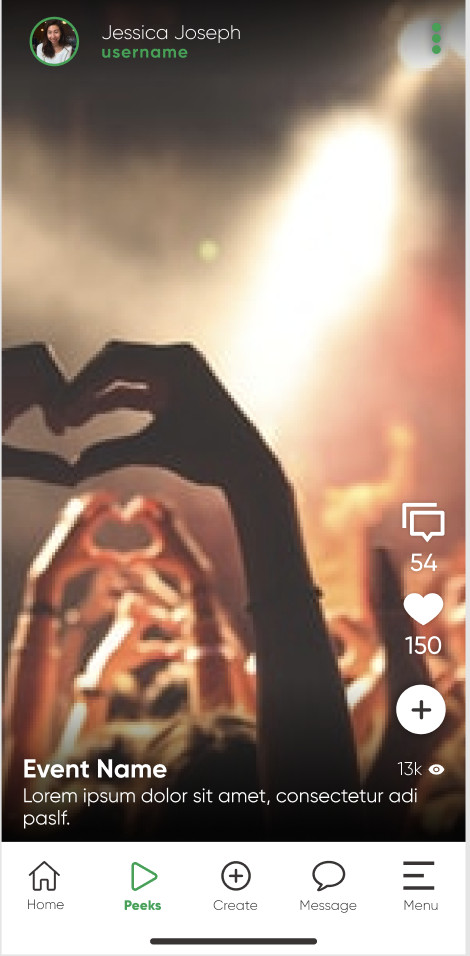 Jessica Joseph
username
54
150
Event Name
13k
Lorem ipsum dolor sit amet, consectetur adi
paslf.
Home
Peeks
Create
Message
Menu